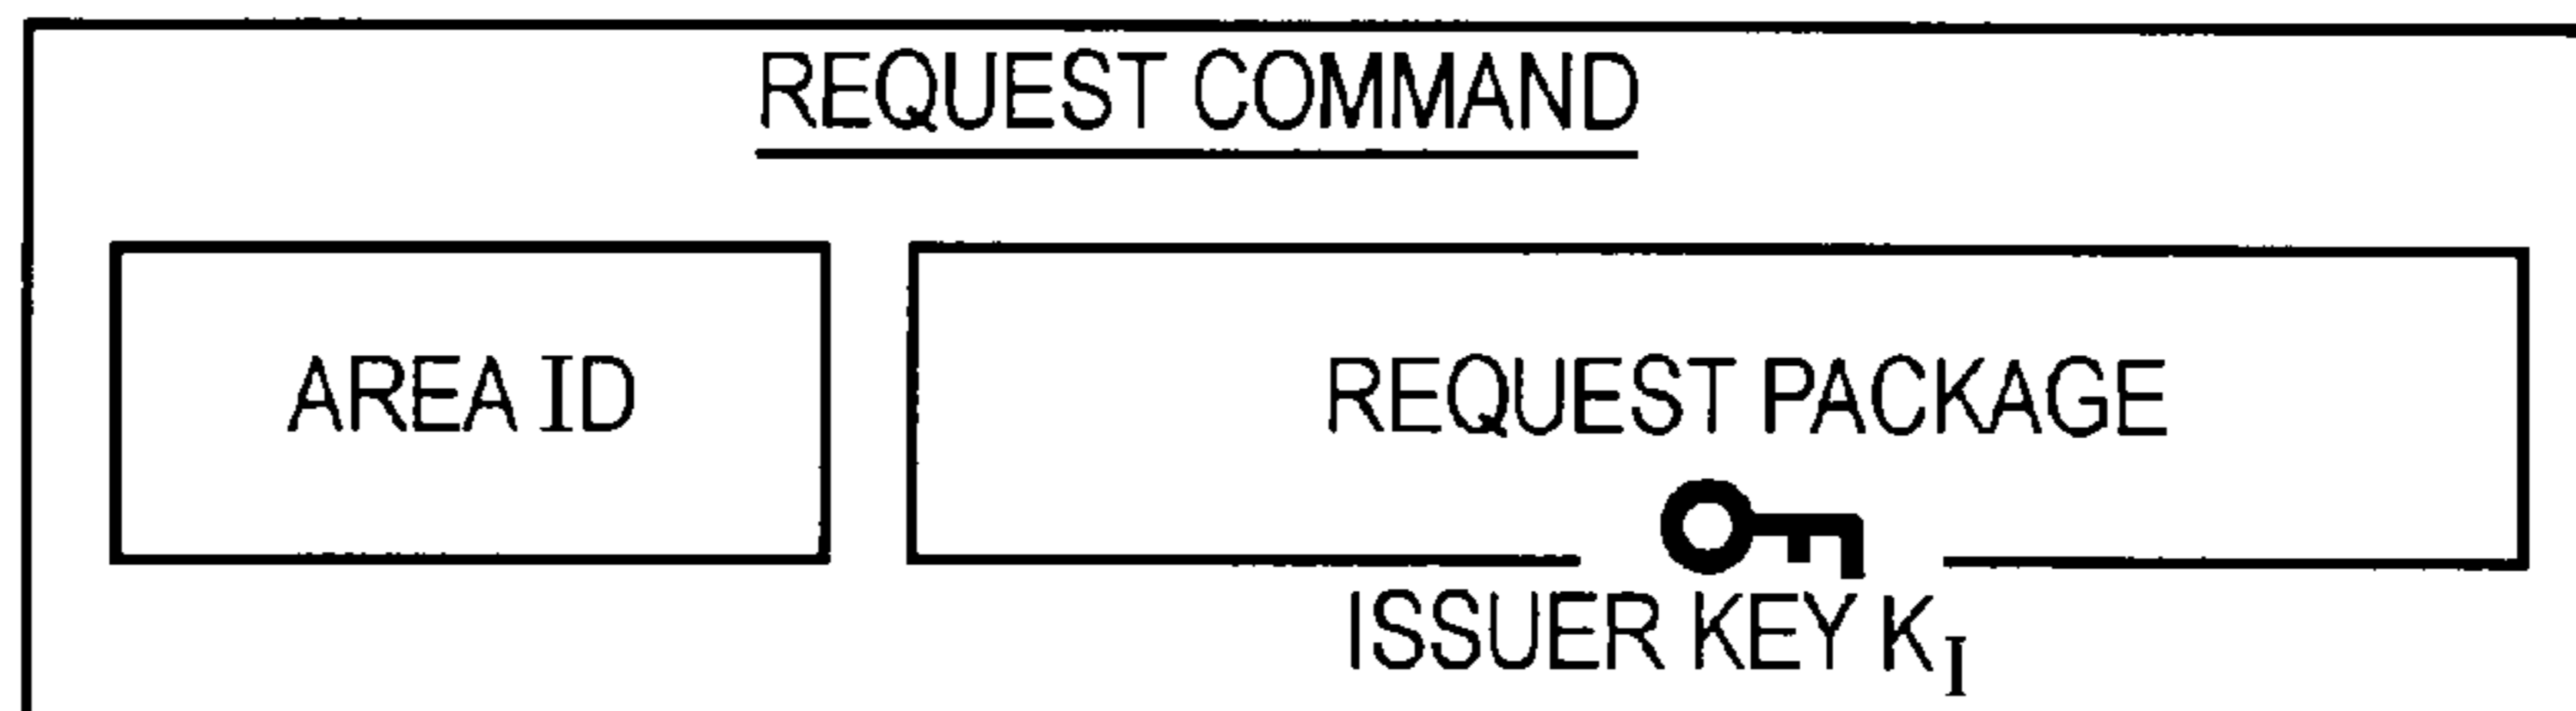 REQUEST COMMAND
AREA ID
REQUEST PACKAGE
ISSUER KEY K_I